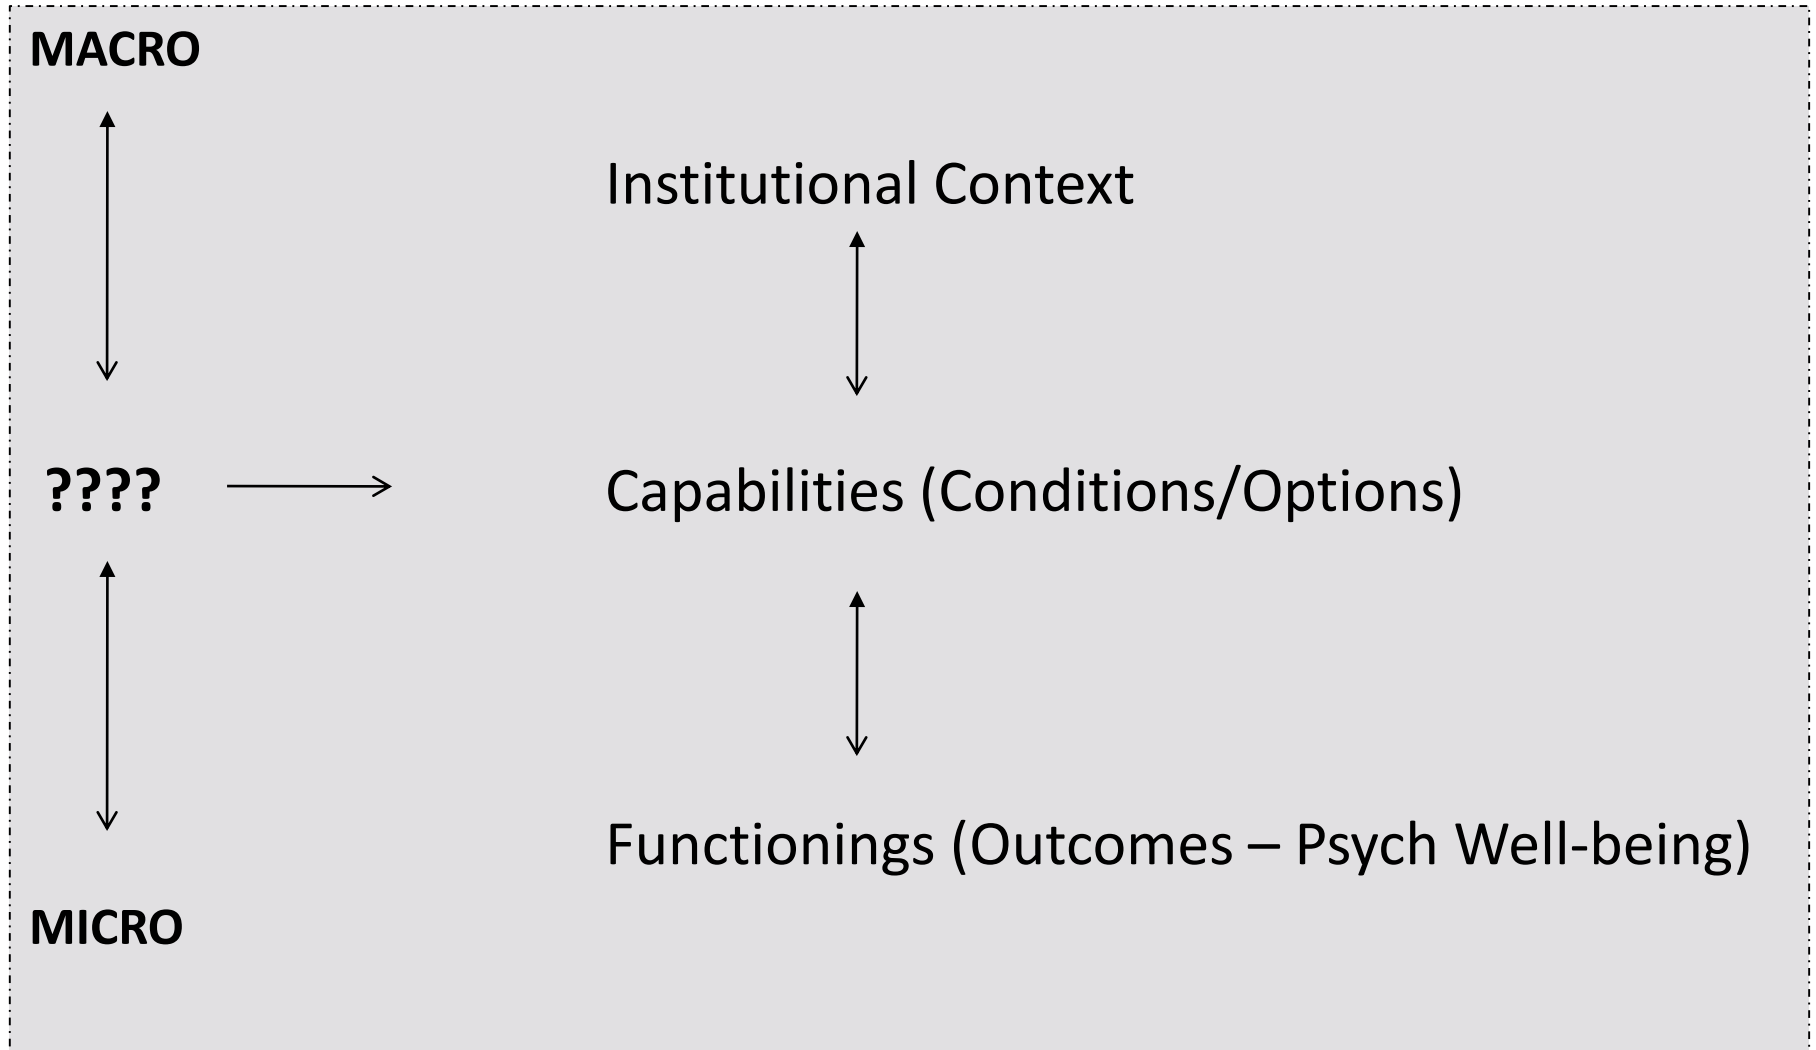 MACRO
Institutional Context
???? Capabilities (Conditions/Options)
Functionings (Outcomes – Psych Well-being)
MICRO